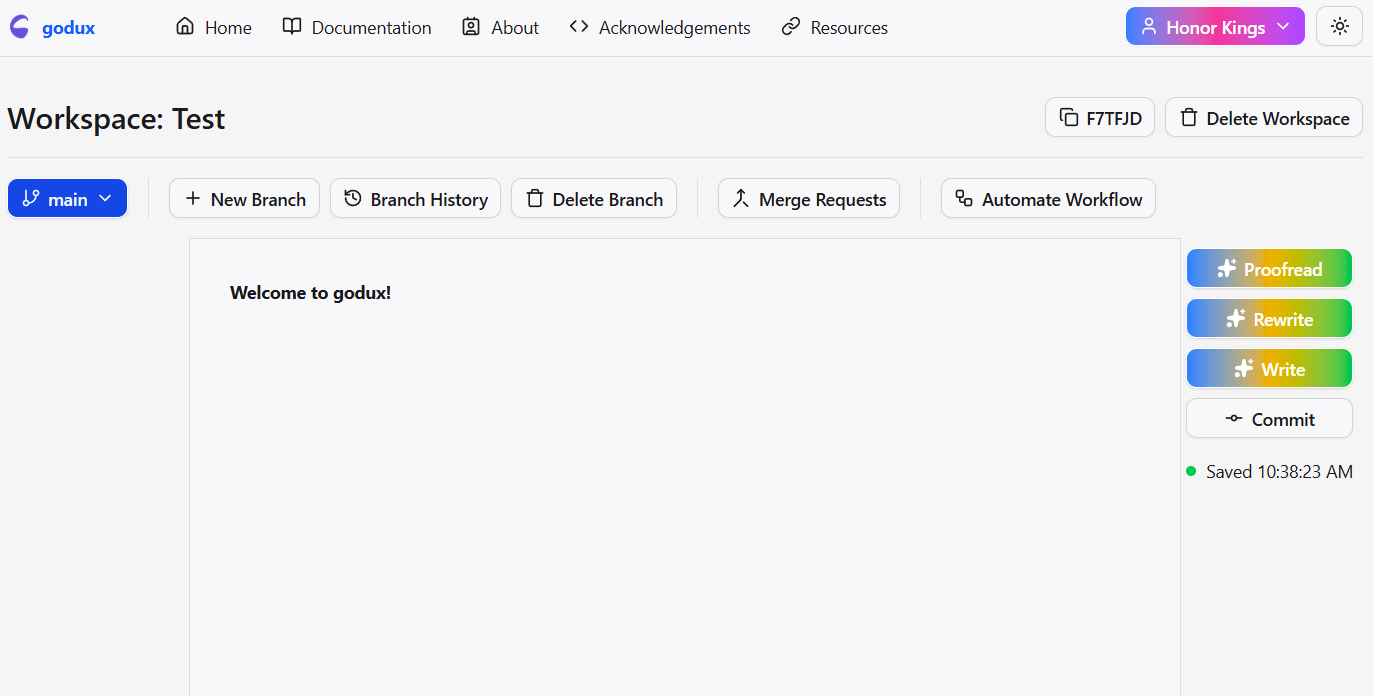 godux Home Documentation About Acknowledgements Resources Honor Kings
Workspace: Test F7TFJD Delete Workspace
main New Branch Branch History Delete Branch Merge Requests Automate Workflow
Welcome to godux!
Proofread
Rewrite
Write
Commit
Saved 10:38:23 AM